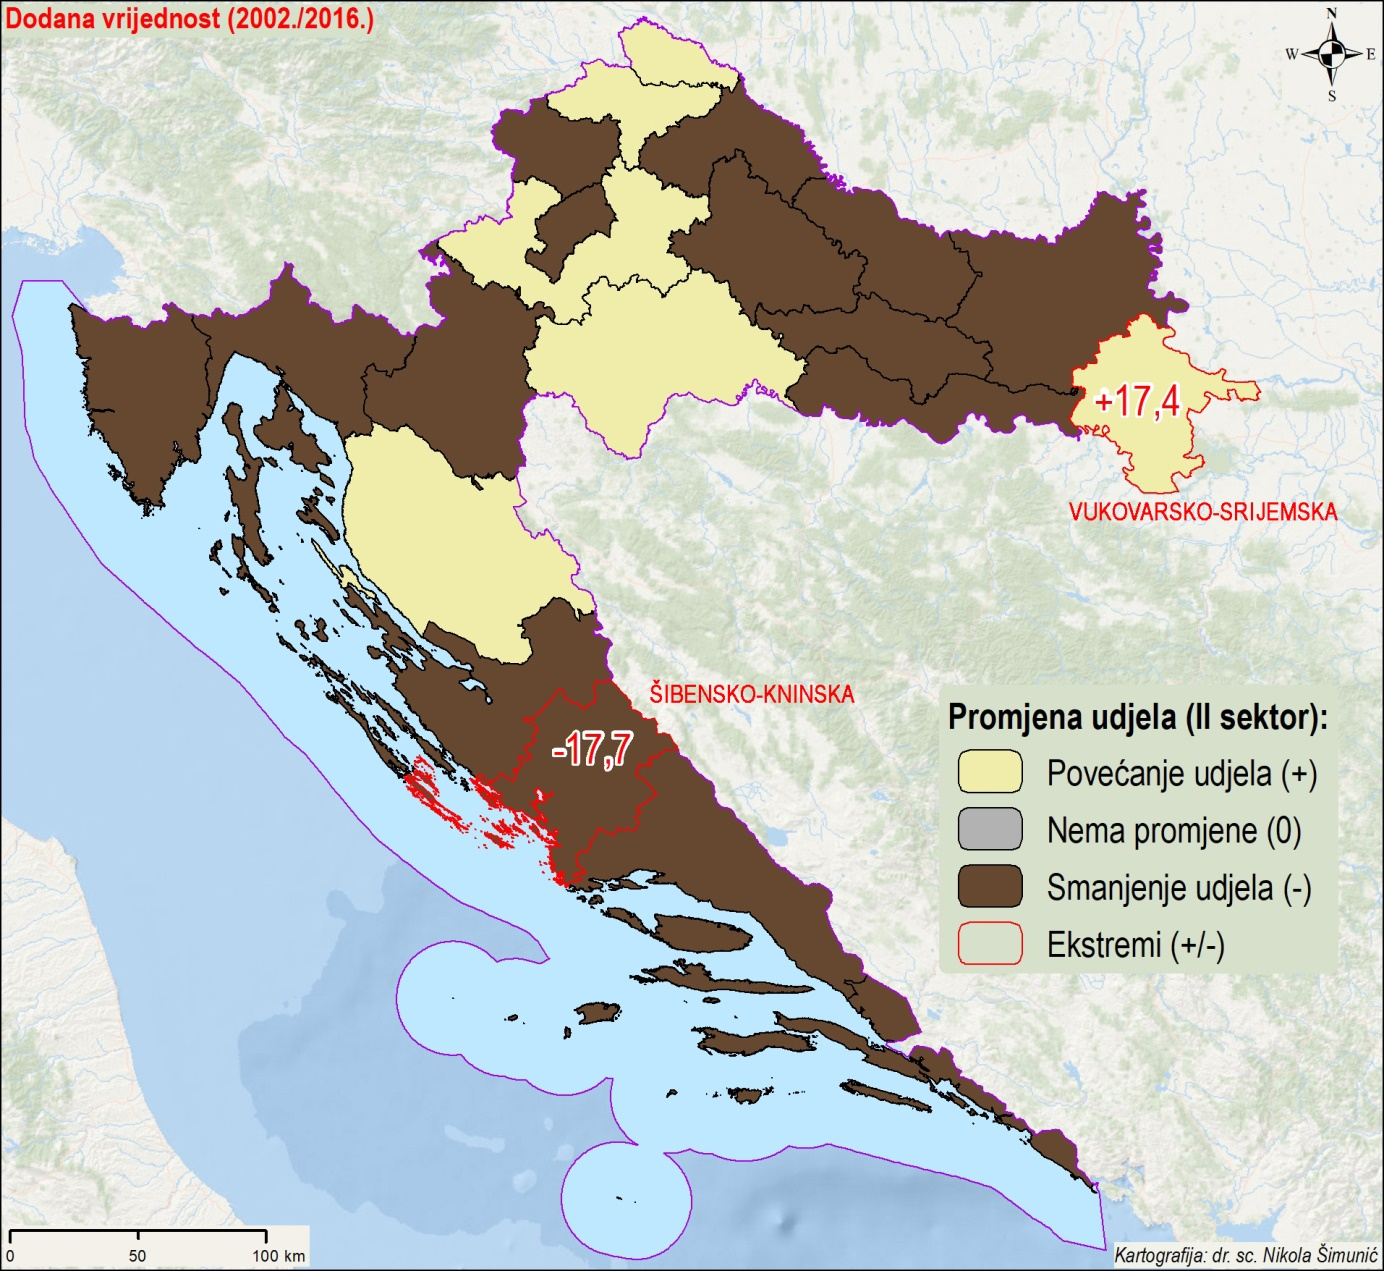 Dodana vrijednost (2002./2016.)
N
W E
S
+17,4
VUKOVARSKO-SRIJEMSKA
ŠIBENSKO-KNINSKA
-17,7
Promjena udjela (II sektor):
Povećanje udjela (+)
Nema promjene (0)
Smanjenje udjela (-)
Ekstremi (+/-)
0 50 100 km
Kartografija: dr. sc. Nikola Šimunić